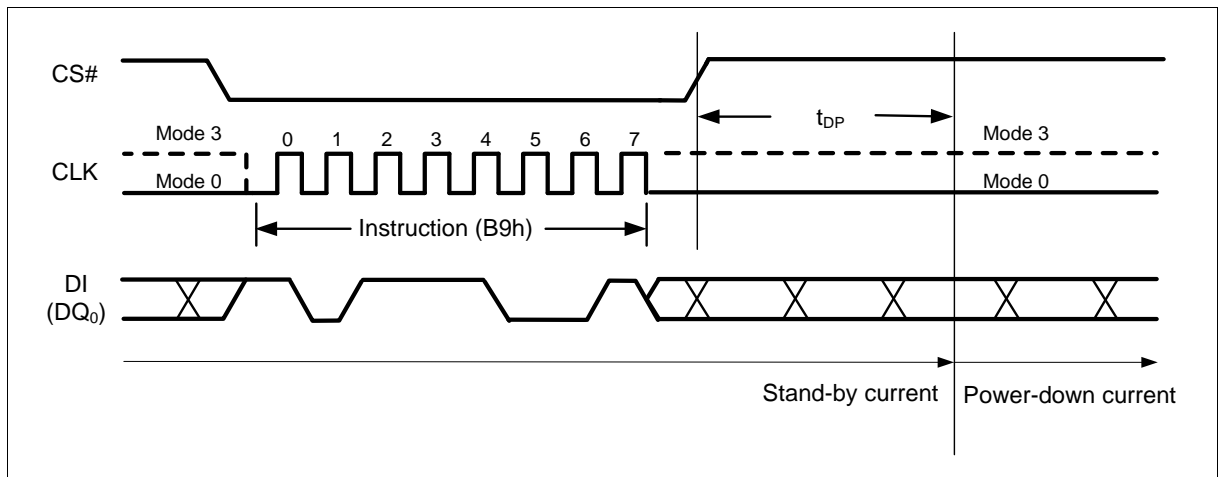 CS#
t_DP
Mode 3
Mode 3
0 1 2 3 4 5 6 7
CLK
Mode 0
Mode 0
Instruction (B9h)
DI
(DQ₀)
Stand-by current
Power-down current